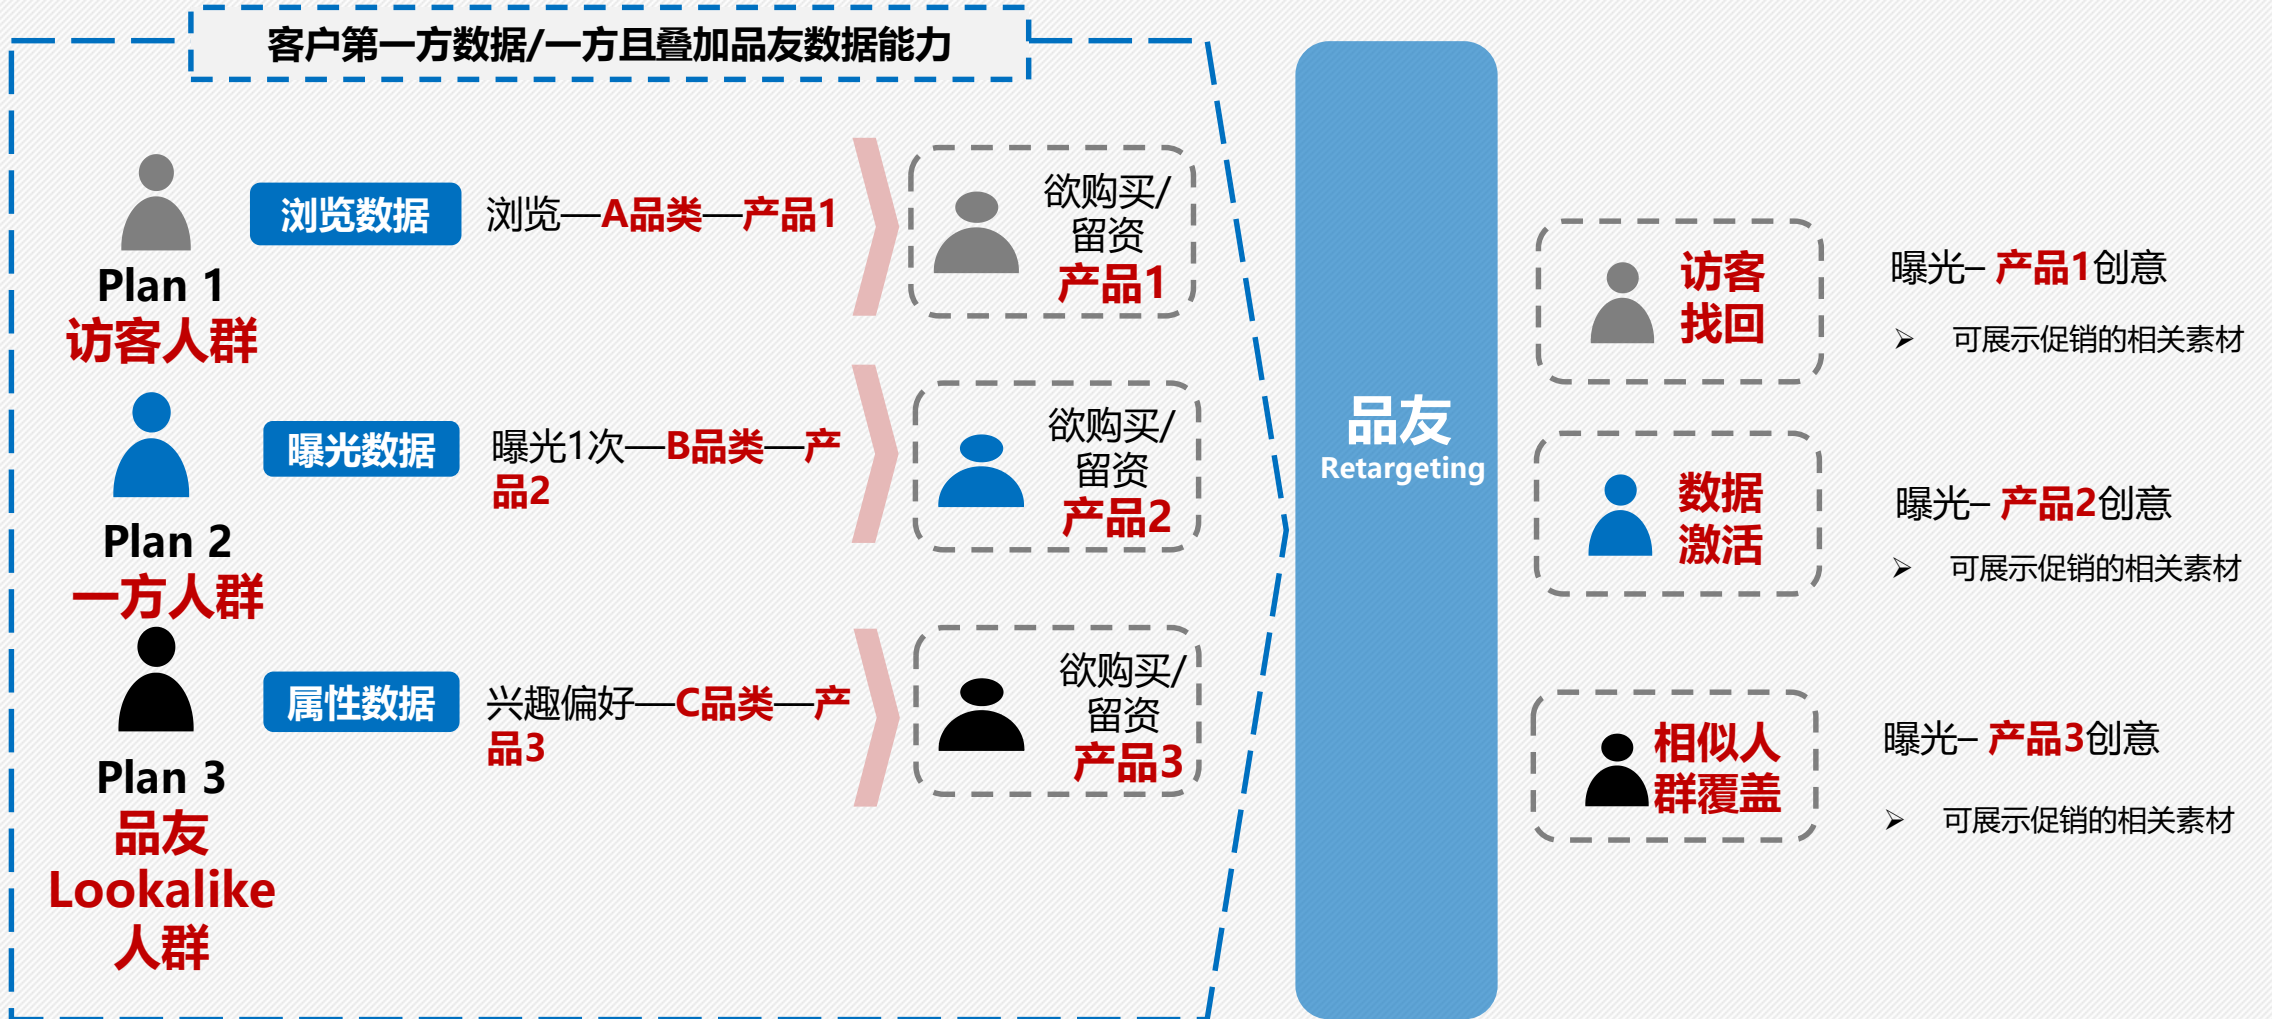 客户第一方数据/一方且叠加品友数据能力
Plan 1
访客人群
浏览数据
浏览—A品类—产品1
欲购买/
留资
产品1
Plan 2
一方人群
曝光数据
曝光1次—B品类—产
品2
欲购买/
留资
产品2
Plan 3
品友
Lookalike
人群
属性数据
兴趣偏好—C品类—产
品3
欲购买/
留资
产品3
品友
Retargeting
访客
找回
曝光– 产品1创意
➢ 可展示促销的相关素材
数据
激活
曝光– 产品2创意
➢ 可展示促销的相关素材
相似人
群覆盖
曝光– 产品3创意
➢ 可展示促销的相关素材